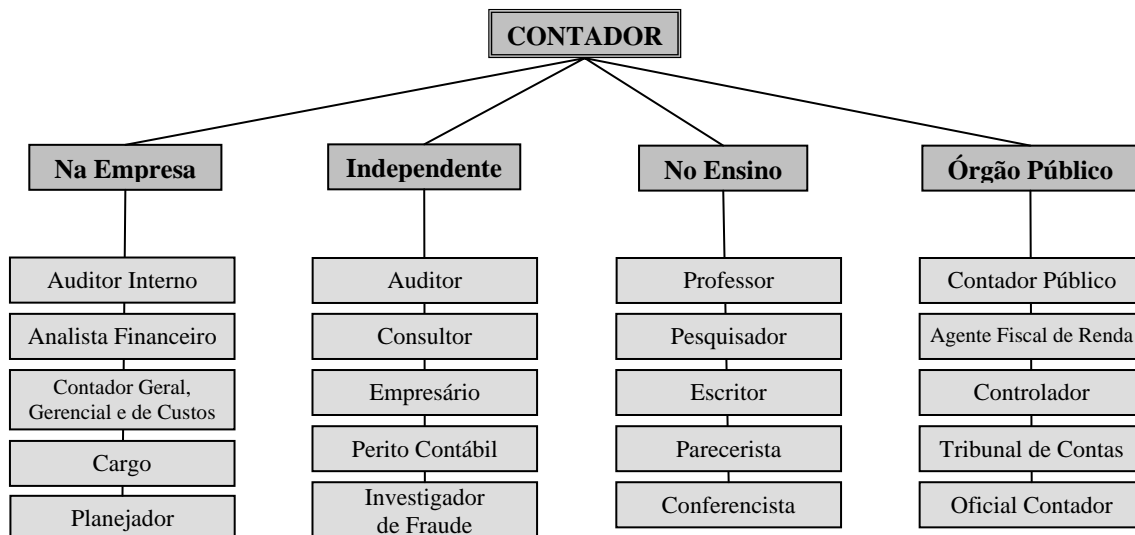 CONTADOR
Na Empresa
Independente
No Ensino
Órgão Público
Auditor Interno
Analista Financeiro
Contador Geral,
Gerencial e de Custos
Cargo
Planejador
Auditor
Consultor
Empresário
Perito Contábil
Investigador
de Fraude
Professor
Pesquisador
Escritor
Parecerista
Conferencista
Contador Público
Agente Fiscal de Renda
Controlador
Tribunal de Contas
Oficial Contador